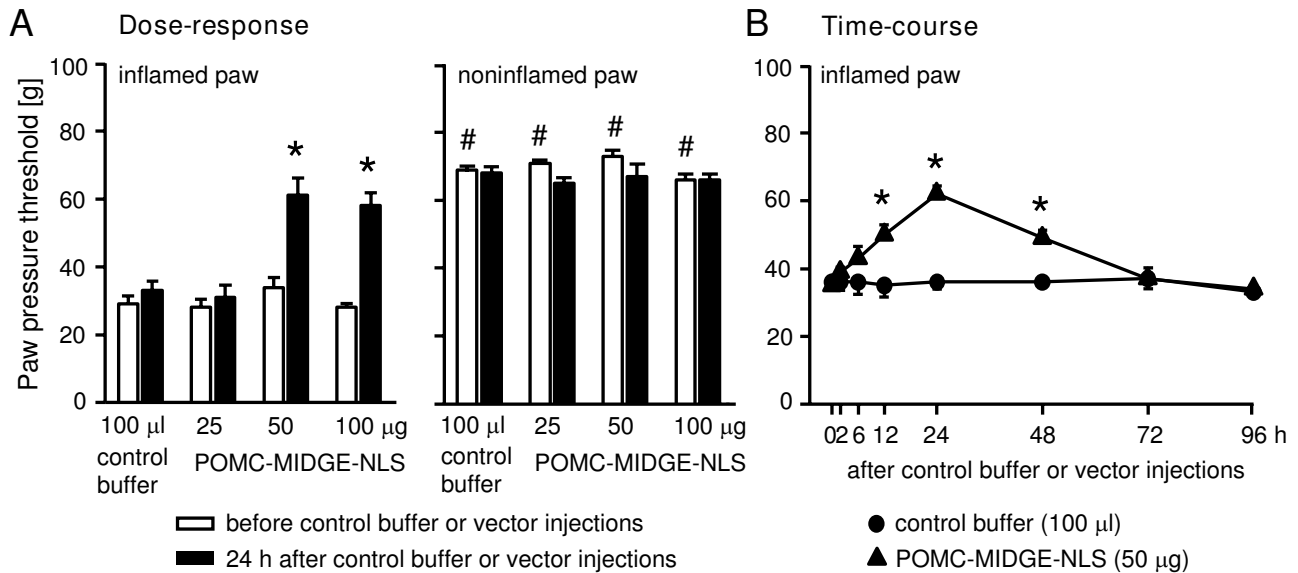 A Dose-response
inflamed paw
noninflamed paw
Paw pressure threshold [g]
100
80
60
40
20
0
* *
# # # #
100 µl 25 50 100 µg
control
buffer
POMC-MIDGE-NLS
100 µl 25 50 100 µg
control
buffer
POMC-MIDGE-NLS
before control buffer or vector injections
24 h after control buffer or vector injections
B Time-course
inflamed paw
100
80
60
40
20
0
* * *
0 2 6 12 24 48 72 96 h
after control buffer or vector injections
control buffer (100 µl)
POMC-MIDGE-NLS (50 µg)